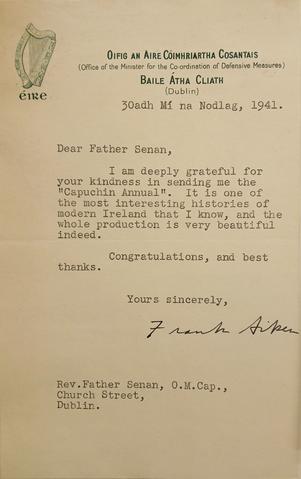 éire
Oifig an Aire Cóimhriartha Cosantais
(Office of the Minister for the Co-ordination of Defensive Measures)
Baile Átha Cliath
(Dublin)
30adh Mí na Nodlag, 1941.
Dear Father Senan,
I am deeply grateful for
your kindness in sending me the
"Capuchin Annual". It is one of
the most interesting histories of
modern Ireland that I know, and the
whole production is very beautiful
indeed.
Congratulations, and best
thanks.
Yours sincerely,
Frank Aiken
Rev.Father Senan, O.M.Cap.,
Church Street,
Dublin.